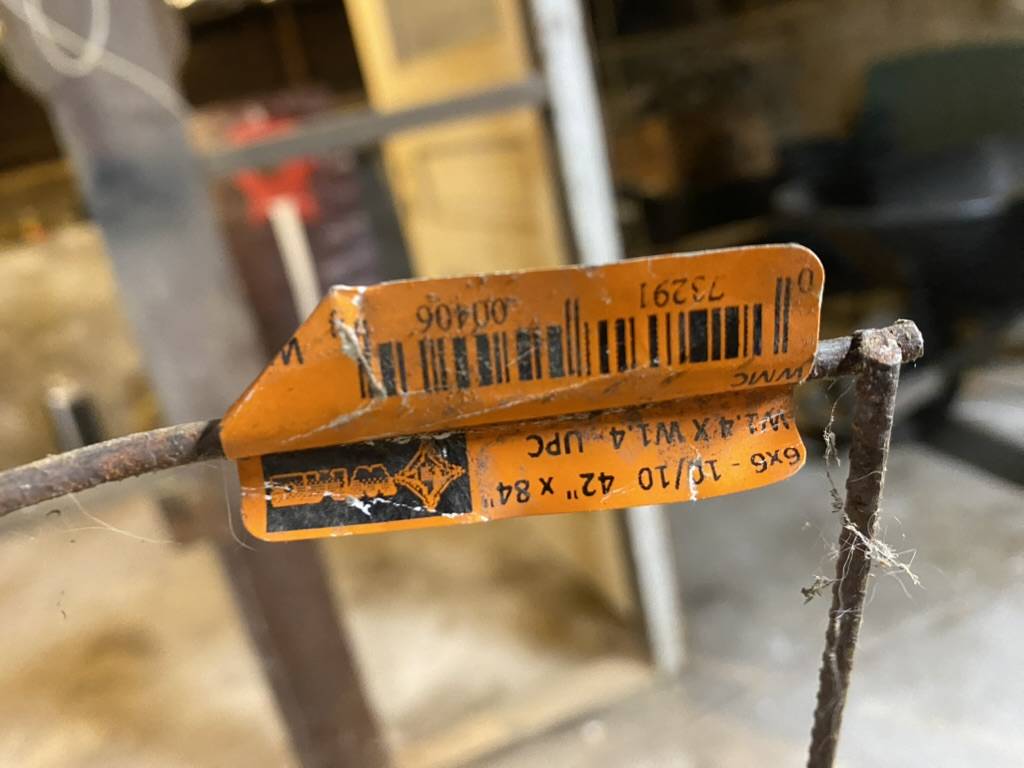 6x6 - 10/10 42" x 84"
W1.4 X W1.4 - UPC
WMC
0 73291 00406